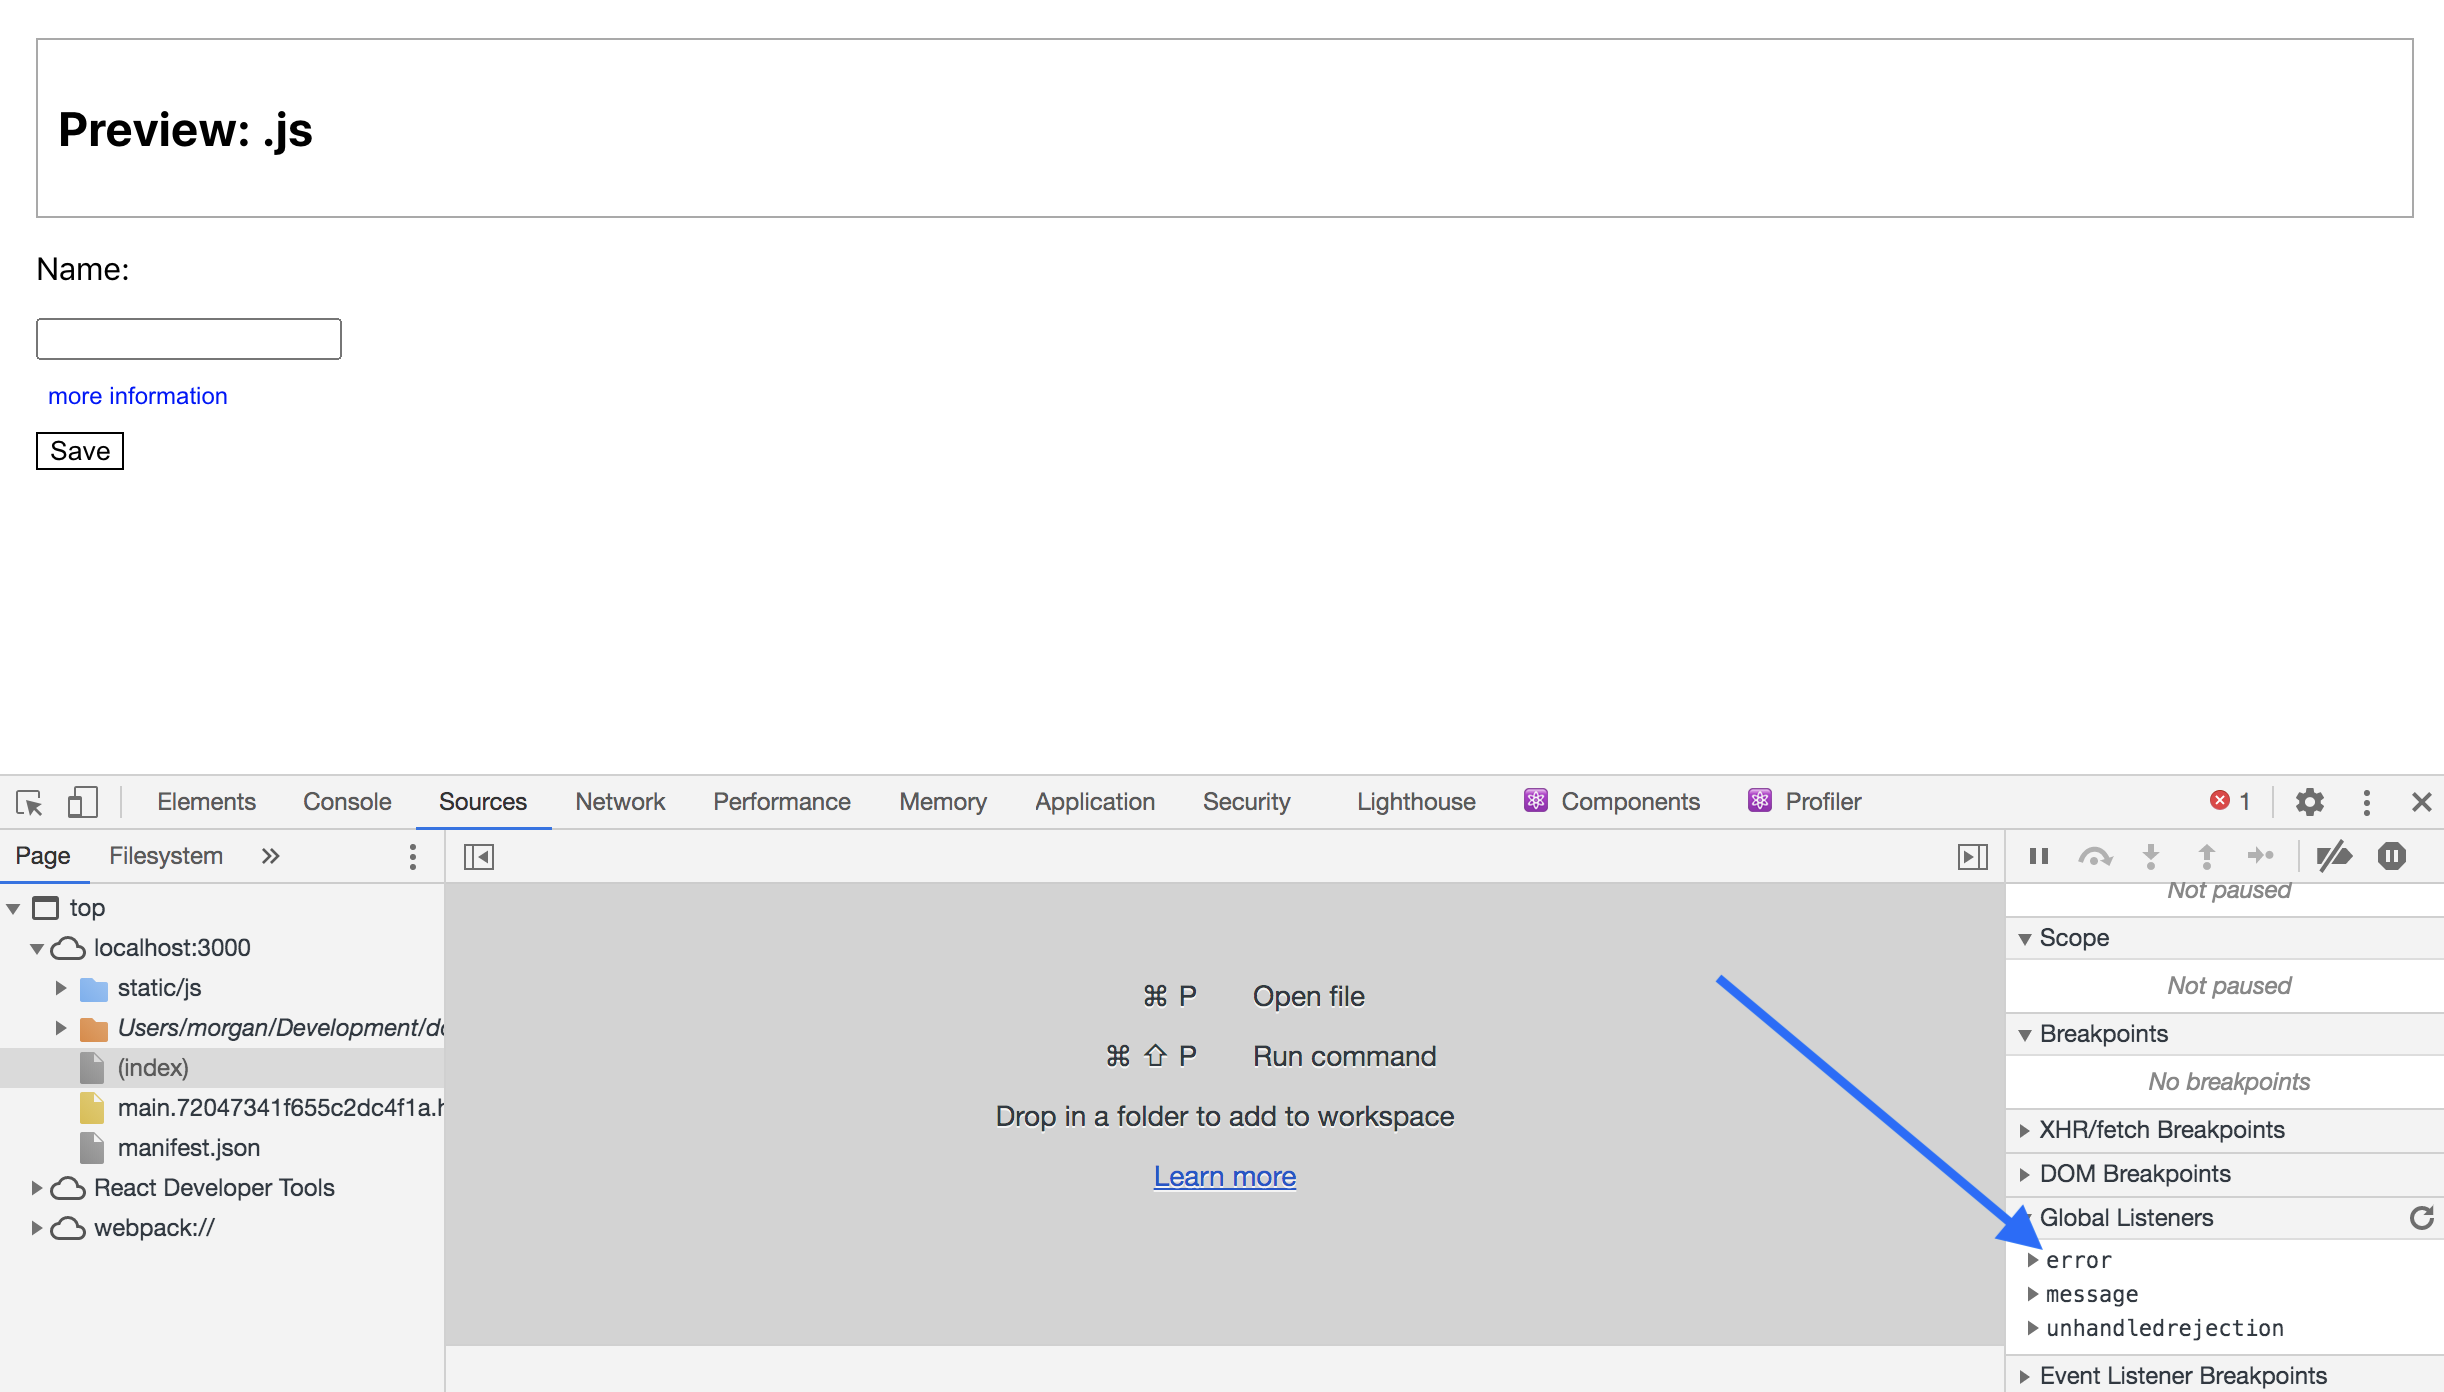 Preview: .js
Name:
more information
Save
Elements Console Sources Network Performance Memory Application Security Lighthouse Components Profiler 1
Page Filesystem
Not paused
top
localhost:3000
static/js
Users/morgan/Development/
(index)
main.72047341f655c2dc4f1a.
manifest.json
React Developer Tools
webpack://
⌘ P Open file
⌘ ⇧ P Run command
Drop in a folder to add to workspace
Learn more
Scope
Not paused
Breakpoints
No breakpoints
XHR/fetch Breakpoints
DOM Breakpoints
Global Listeners
error
message
unhandledrejection
Event Listener Breakpoints